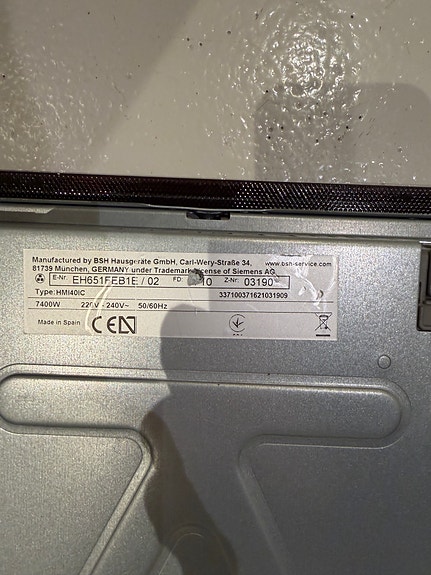 Manufactured by BSH Hausgeräte GmbH, Carl-Wery-Straße 34,
www.bsh-service.com
81739 München, GERMANY under Trademark License of Siemens AG
E-Nr. EH651FEB1E / 02 FD 10 Z-Nr. 03190
Type:HMI40IC
337100371621031909
7400W 220V - 240V~ 50/60Hz
Made in Spain CE N